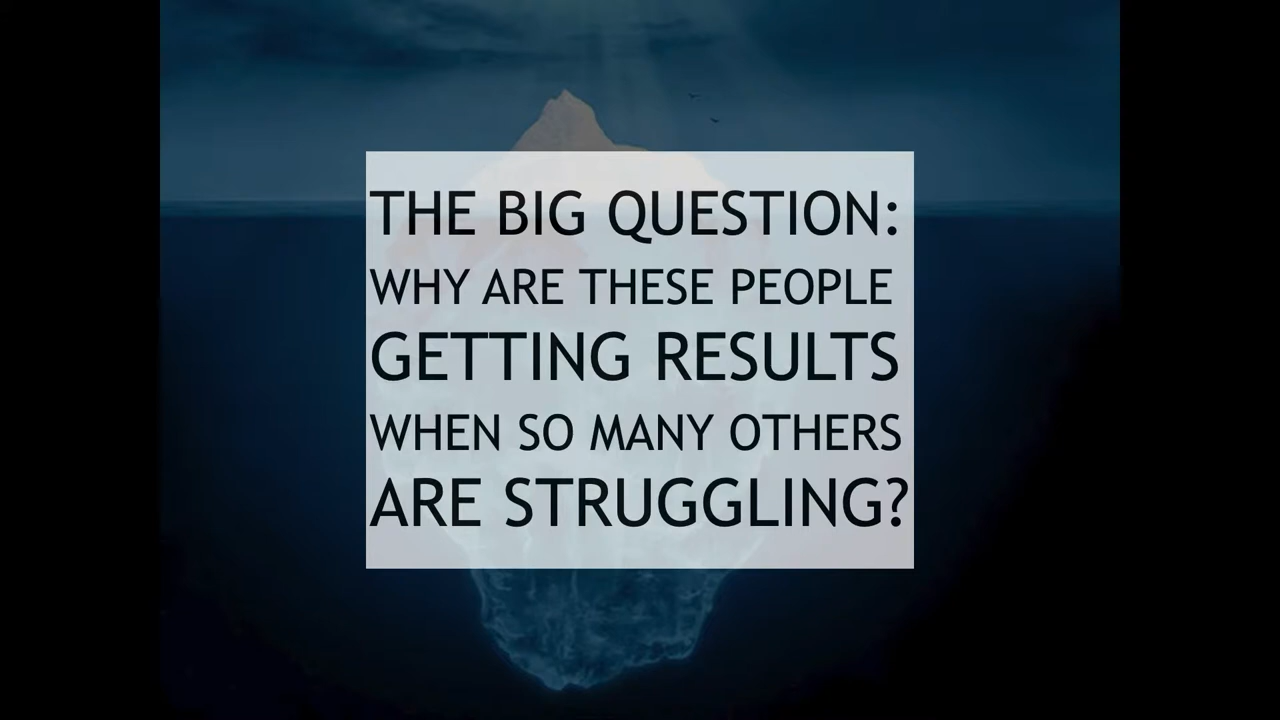 THE BIG QUESTION:
WHY ARE THESE PEOPLE
GETTING RESULTS
WHEN SO MANY OTHERS
ARE STRUGGLING?